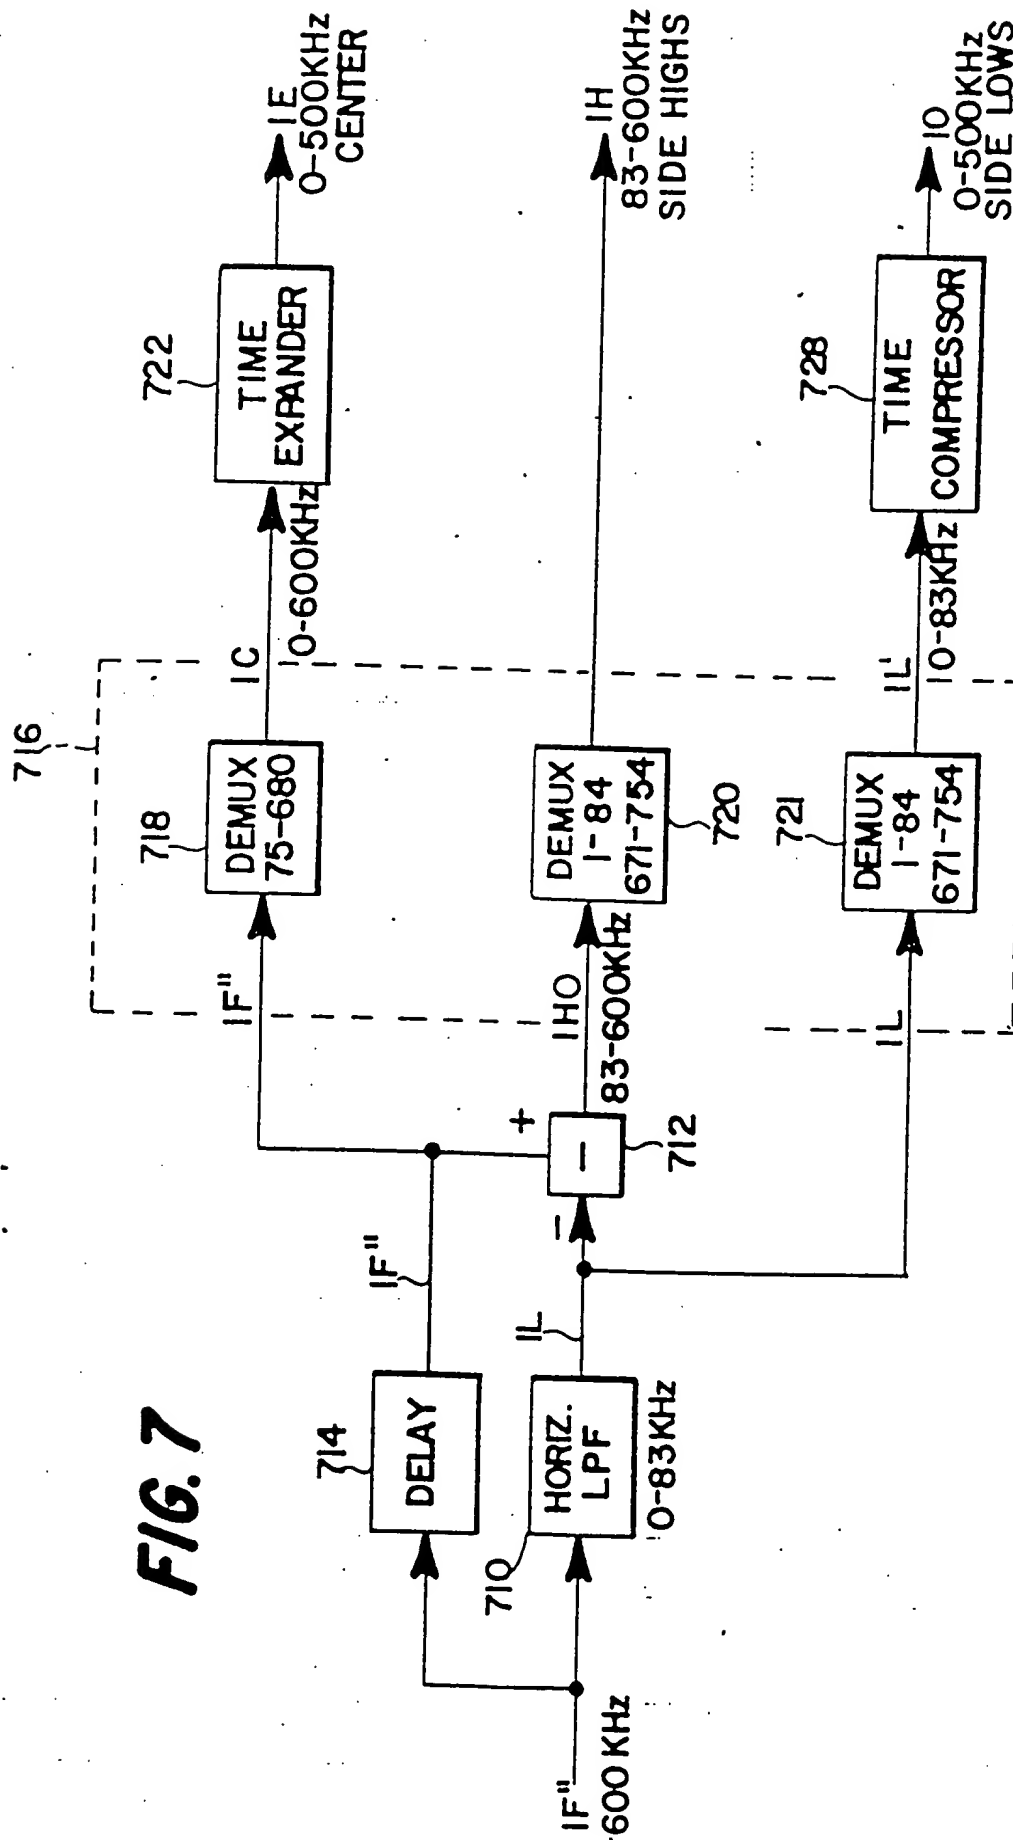 FIG. 7
IF"
600 KHz
710
HORIZ.
LPF
0-83KHz
714
DELAY
IF"
IL
-
+
-
712
IF"
IHO
83-600KHz
IL
716
718
DEMUX
75-680
DEMUX
1-84
671-754
720
721
DEMUX
1-84
671-754
IC
0-600KHz
IL'
0-83KHz
722
TIME
EXPANDER
728
TIME
COMPRESSOR
IE
0-500KHz
CENTER
IH
83-600KHz
SIDE HIGHS
IO
0-500KHz
SIDE LOWS